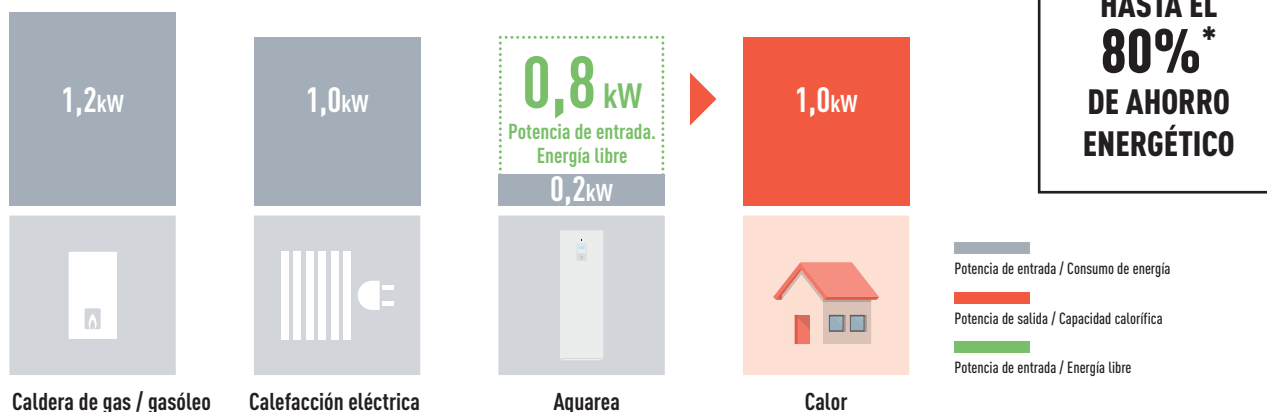 HASTA EL
80%*
DE AHORRO
ENERGÉTICO
1,2kW
1,0kW
0,8 kW
Potencia de entrada.
Energía libre
0,2kW
1,0kW
Potencia de entrada / Consumo de energía
Potencia de salida / Capacidad calorífica
Potencia de entrada / Energía libre
Caldera de gas / gasóleo
Calefacción eléctrica
Aquarea
Calor